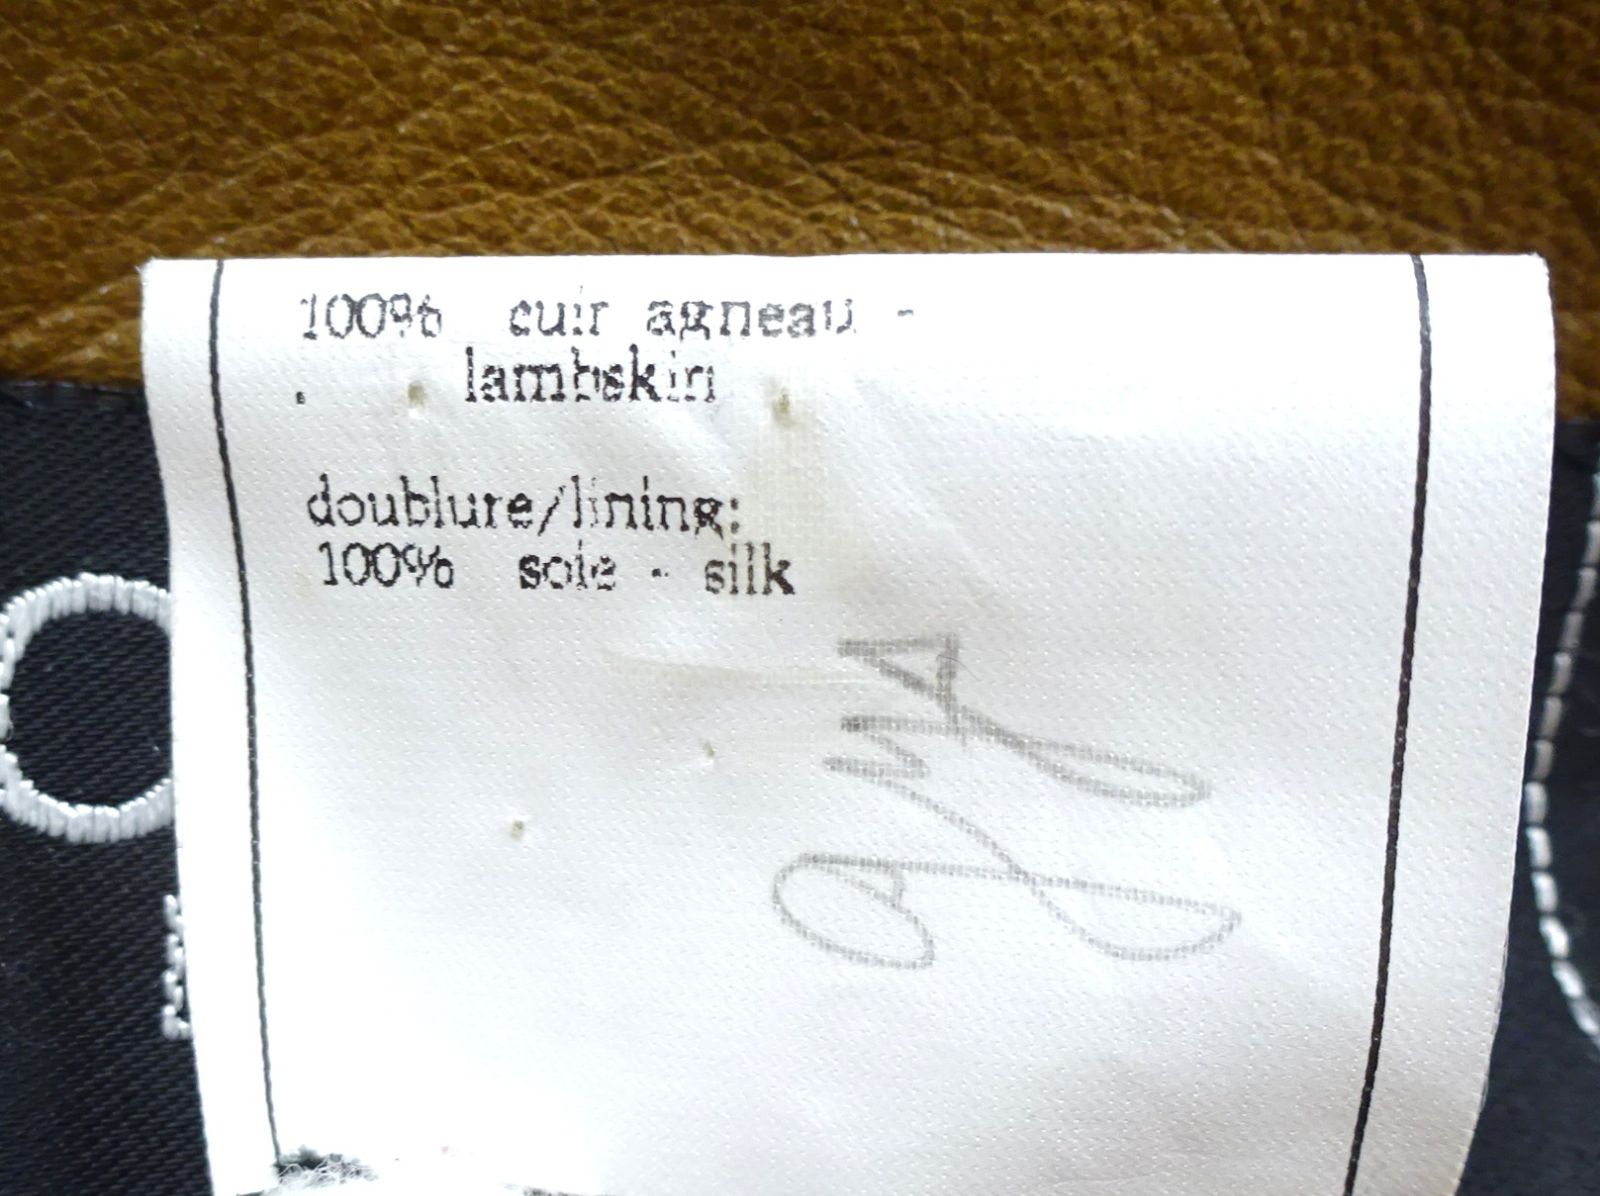 100% cuir agneau -
. lambskin
doublure/lining:
100% soie - silk